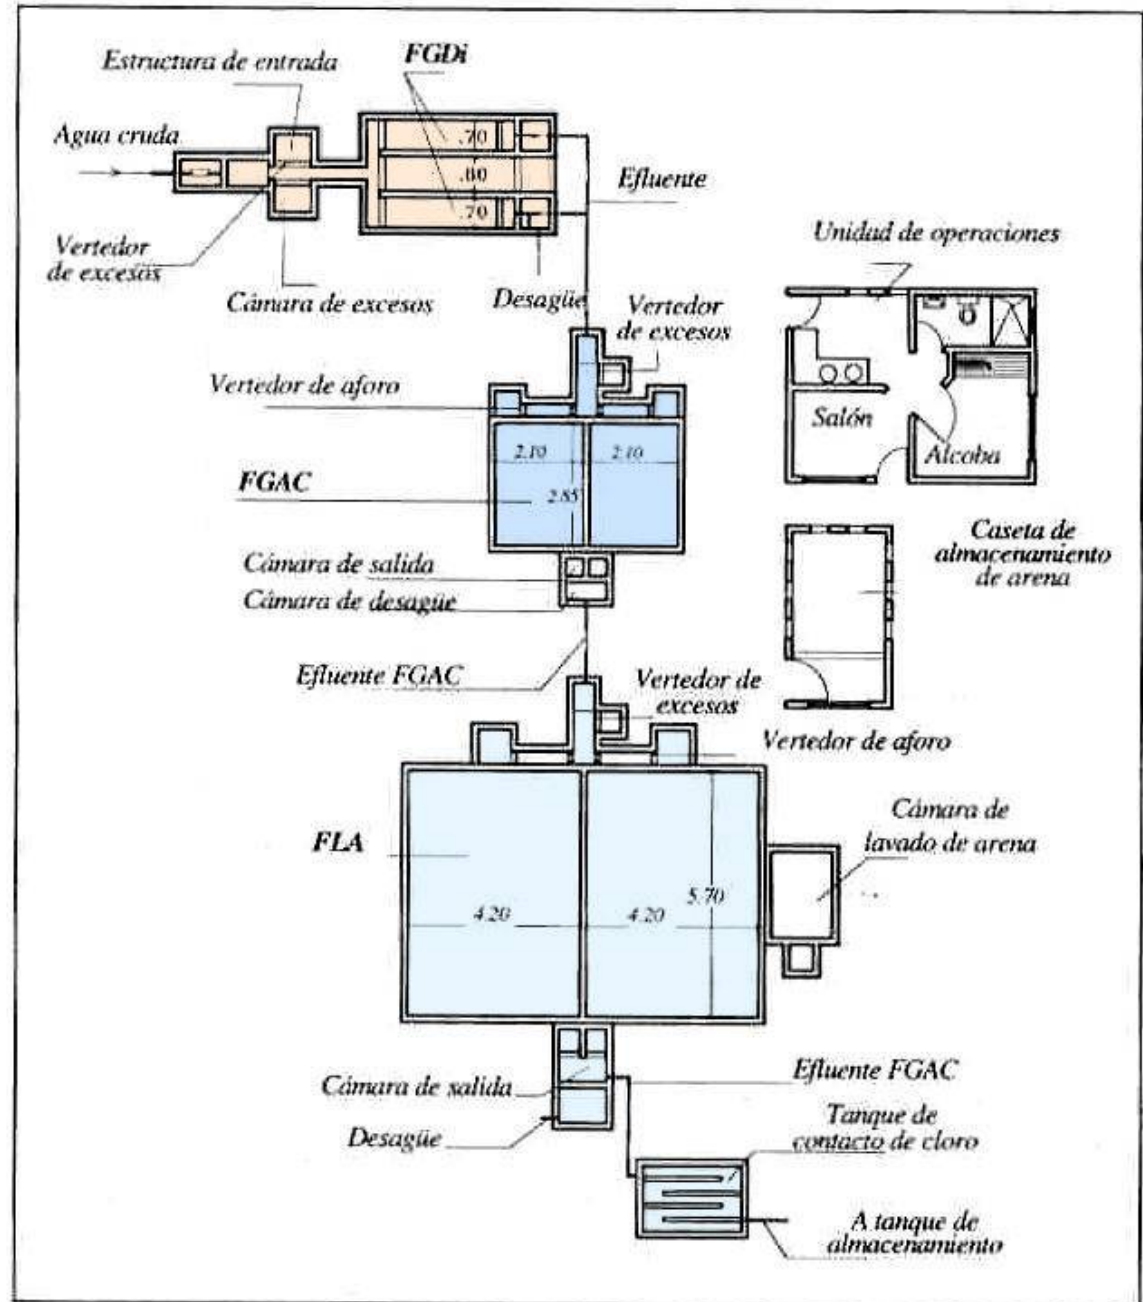 Estructura de entrada
FGDi
Agua cruda
.70
.80
.70
Efluente
Vertedor
de excesos
Cámara de excesos
Desagüe
Vertedor
de excesos
Unidad de operaciones
Vertedor de aforo
Salón
Alcoba
2.10
2.10
2.85
FGAC
Caseta de
almacenamiento
de arena
Cámara de salida
Cámara de desagüe
Efluente FGAC
Vertedor de
excesos
Vertedor de aforo
Cámara de
lavado de arena
FLA
5.70
4.20
4.20
Cámara de salida
Efluente FGAC
Desagüe
Tanque de
contacto de cloro
A tanque de
almacenamiento